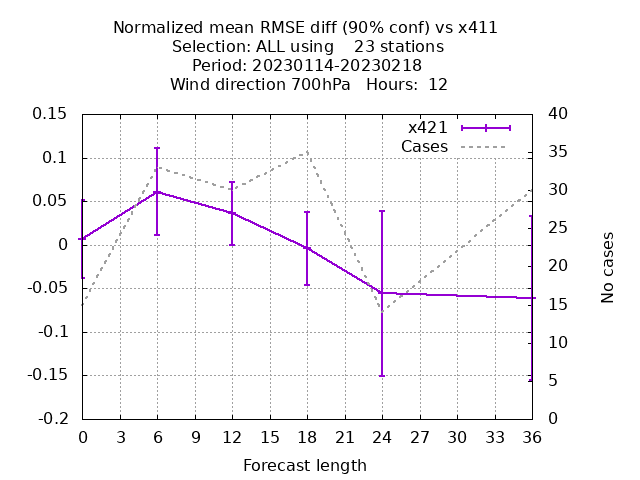 Normalized mean RMSE diff (90% conf) vs x411
Selection: ALL using    23 stations
Period: 20230114-20230218
Wind direction 700hPa   Hours:  12
x421
Cases
0.15
0.1
0.05
0
-0.05
-0.1
-0.15
-0.2
40
35
30
25
20
15
10
5
0
No cases
0 3 6 9 12 15 18 21 24 27 30 33 36
Forecast length